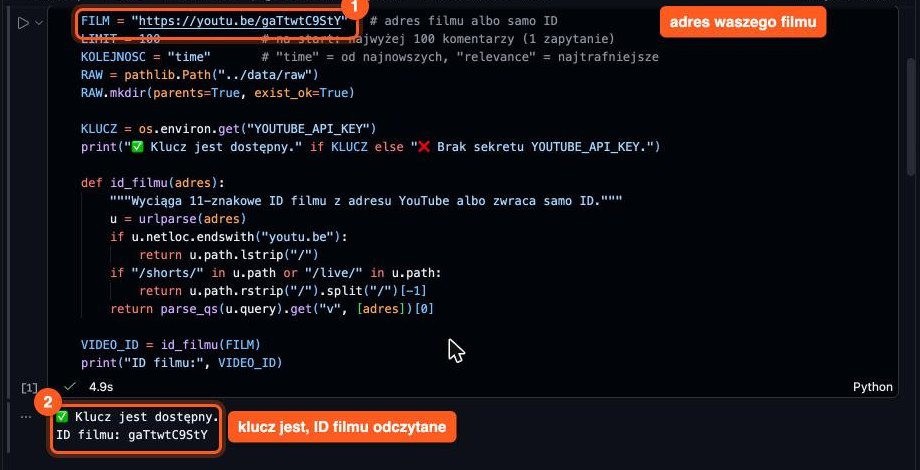 1
FILM = "https://youtu.be/gaTtwtC9StY" # adres filmu albo samo ID
adres waszego filmu
LIMIT = 100 # na start: najwyżej 100 komentarzy (1 zapytanie)
KOLEJNOSC = "time" # "time" = od najnowszych, "relevance" = najtrafniejsze
RAW = pathlib.Path("../data/raw")
RAW.mkdir(parents=True, exist_ok=True)
KLUCZ = os.environ.get("YOUTUBE_API_KEY")
print("✅ Klucz jest dostępny." if KLUCZ else "❌ Brak sekretu YOUTUBE_API_KEY.")
def id_filmu(adres):
"""Wyciąga 11-znakowe ID filmu z adresu YouTube albo zwraca samo ID."""
u = urlparse(adres)
if u.netloc.endswith("youtu.be"):
return u.path.lstrip("/")
if "/shorts/" in u.path or "/live/" in u.path:
return u.path.rstrip("/").split("/")[-1]
return parse_qs(u.query).get("v", [adres])[0]
VIDEO_ID = id_filmu(FILM)
print("ID filmu:", VIDEO_ID)
[1] ✓ 4.9s Python
2
... ✅ Klucz jest dostępny.
ID filmu: gaTtwtC9StY
klucz jest, ID filmu odczytane